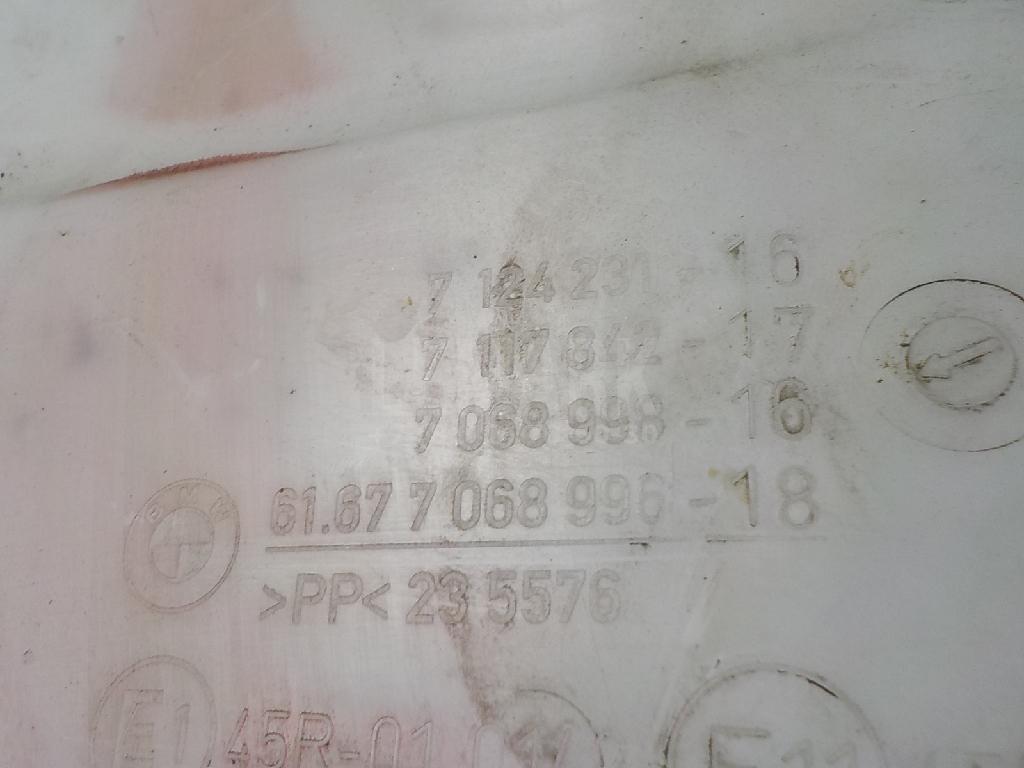 7 124 231 - 16
7 117 842 - 17
7 068 998 - 16
BMW 61.67 7 068 996 - 18
>PP< 23 5576
E1 45R-01 E11